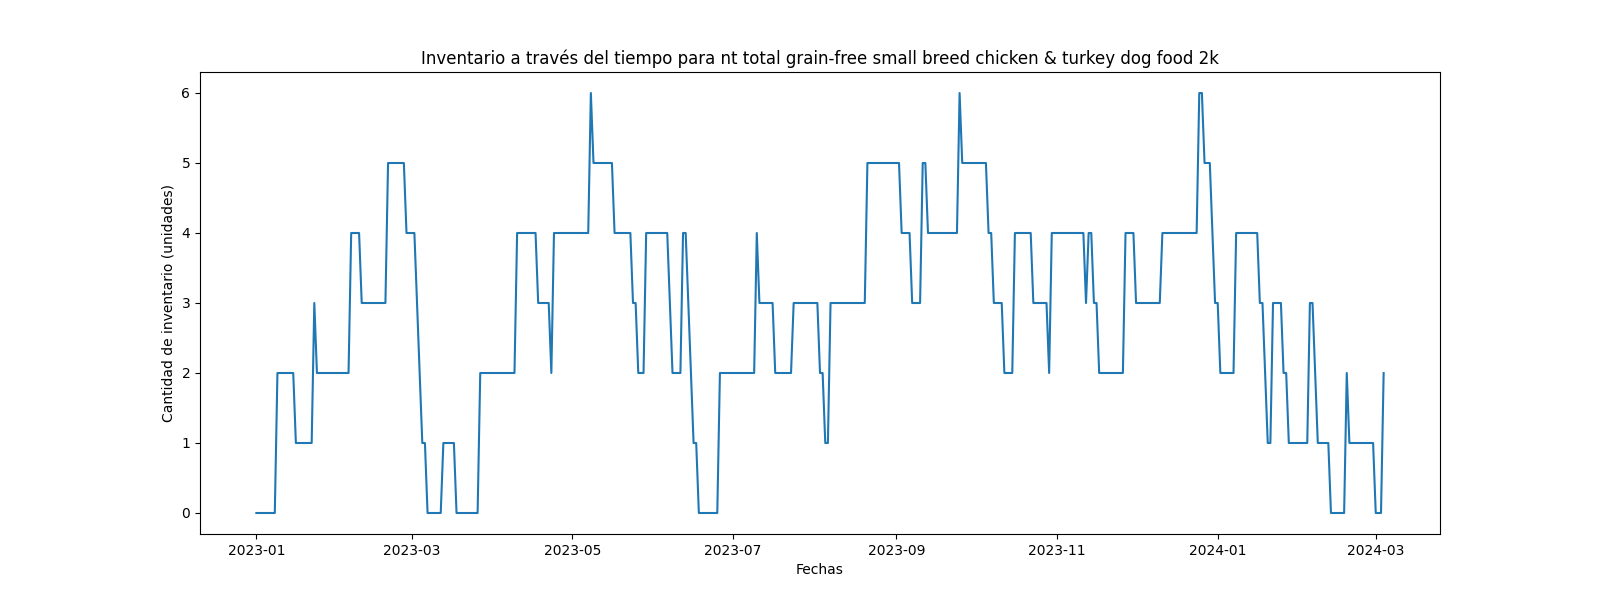 Inventario a través del tiempo para nt total grain-free small breed chicken & turkey dog food 2k
Cantidad de inventario (unidades)
6
5
4
3
2
1
0
2023-01 2023-03 2023-05 2023-07 2023-09 2023-11 2024-01 2024-03
Fechas